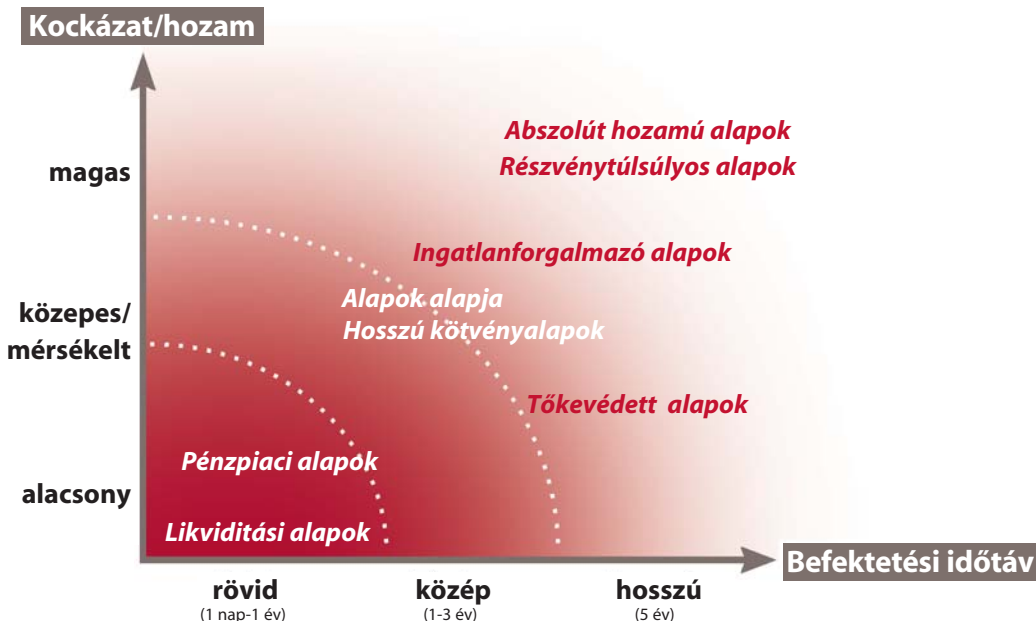 Kockázat/hozam
Abszolút hozamú alapok
magas
Részvénytúlsúlyos alapok
Ingatlanforgalmazó alapok
Alapok alapja
közepes/
mérsékelt
Hosszú kötvényalapok
Tőkevédett alapok
Pénzpiaci alapok
alacsony
Likviditási alapok
Befektetési időtáv
rövid
(1 nap-1 év)
közép
(1-3 év)
hosszú
(5 év)